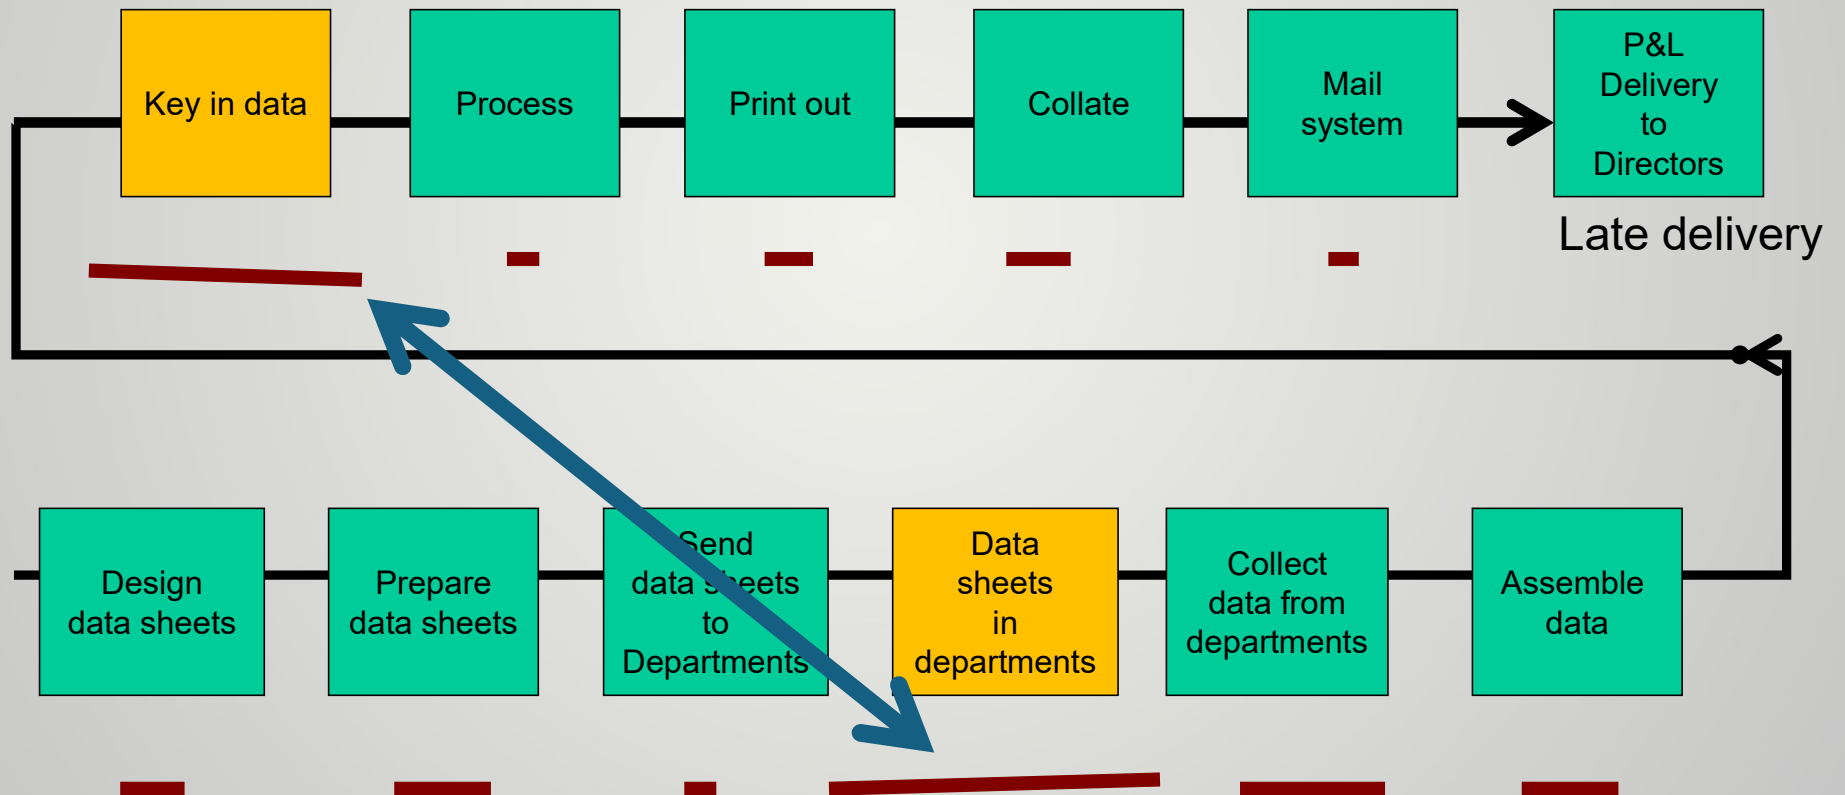 Key in data
Process
Print out
Collate
Mail
system
P&L
Delivery
to
Directors
Late delivery
Design
data sheets
Prepare
data sheets
Send
data sheets
to
Departments
Data
sheets
in
departments
Collect
data from
departments
Assemble
data